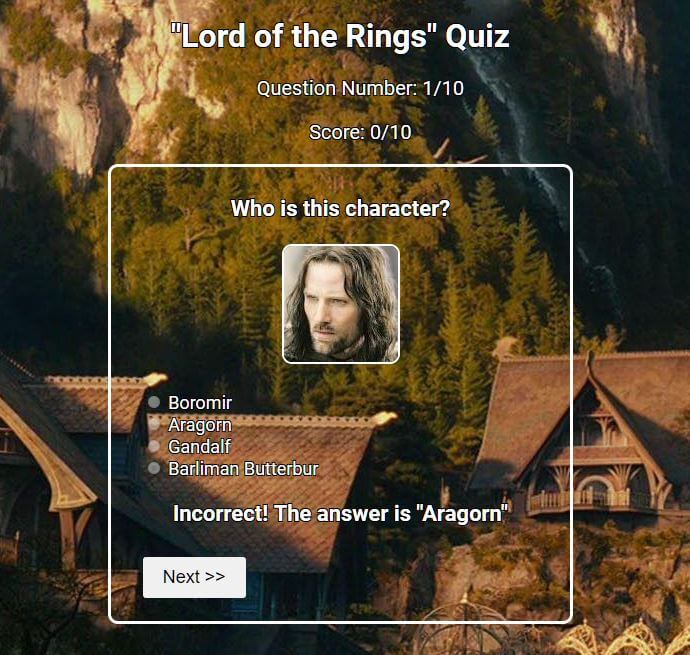 "Lord of the Rings" Quiz
Question Number: 1/10
Score: 0/10
Who is this character?
Boromir
Aragorn
Gandalf
Barliman Butterbur
Incorrect! The answer is "Aragorn"
Next >>